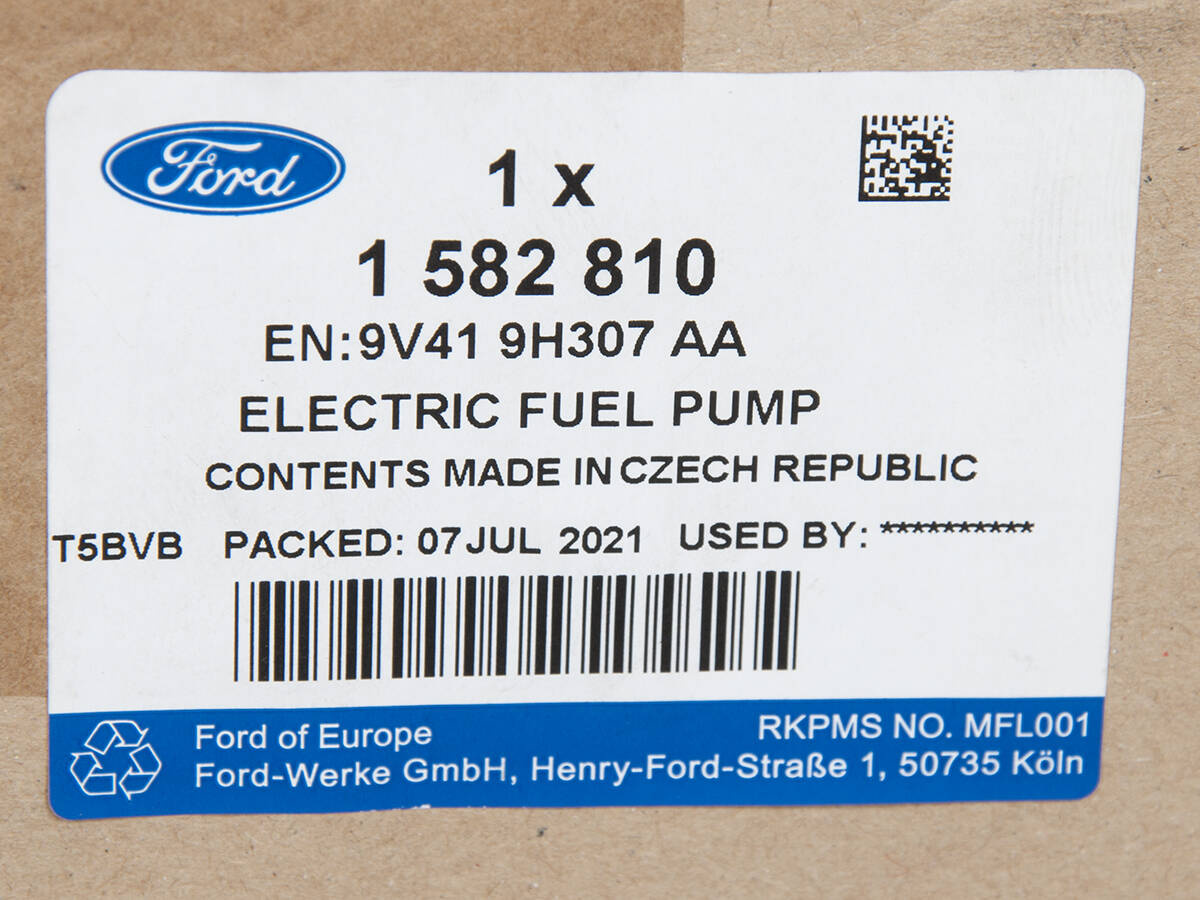 Ford
1 x
1 582 810
EN:9V41 9H307 AA
ELECTRIC FUEL PUMP
CONTENTS MADE IN CZECH REPUBLIC
T5BVB PACKED: 07JUL 2021 USED BY: **********
Ford of Europe RKPMS NO. MFL001
Ford-Werke GmbH, Henry-Ford-Straße 1, 50735 Köln